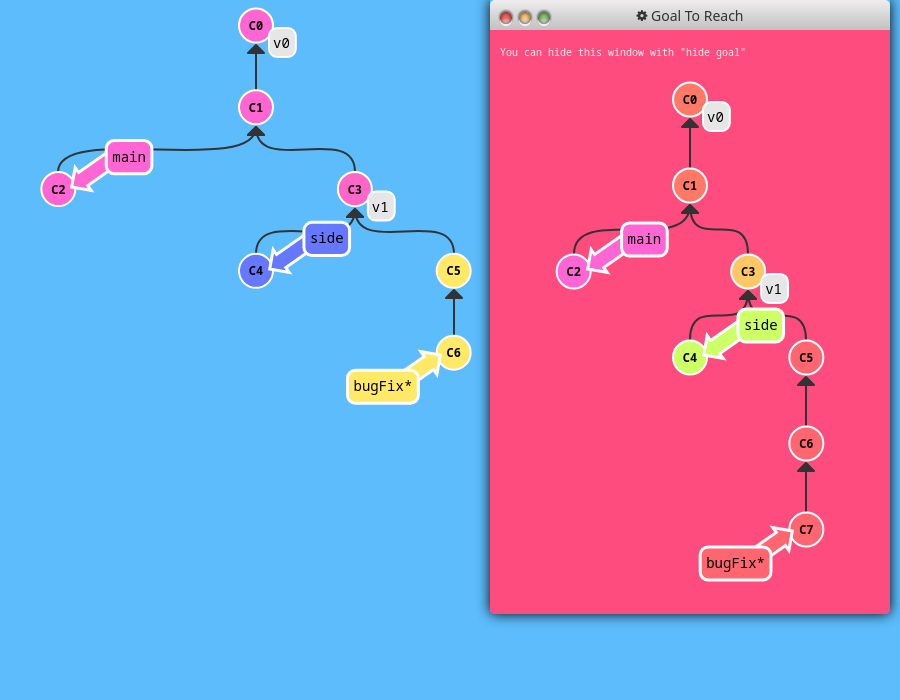 C0
v0
C1
main
C2
C3
v1
side
C4
C5
C6
bugFix*
Goal To Reach
You can hide this window with "hide goal"
C0
v0
C1
main
C2
C3
v1
side
C4
C5
C6
C7
bugFix*